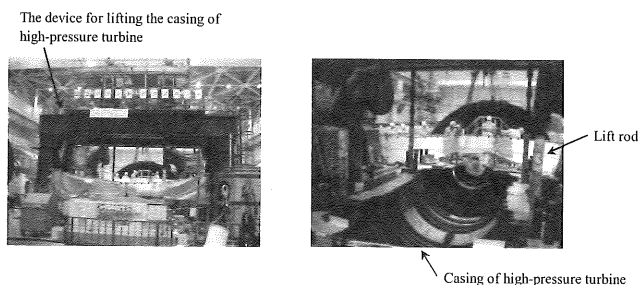 The device for lifting the casing of
high-pressure turbine
Lift rod
Casing of high-pressure turbine